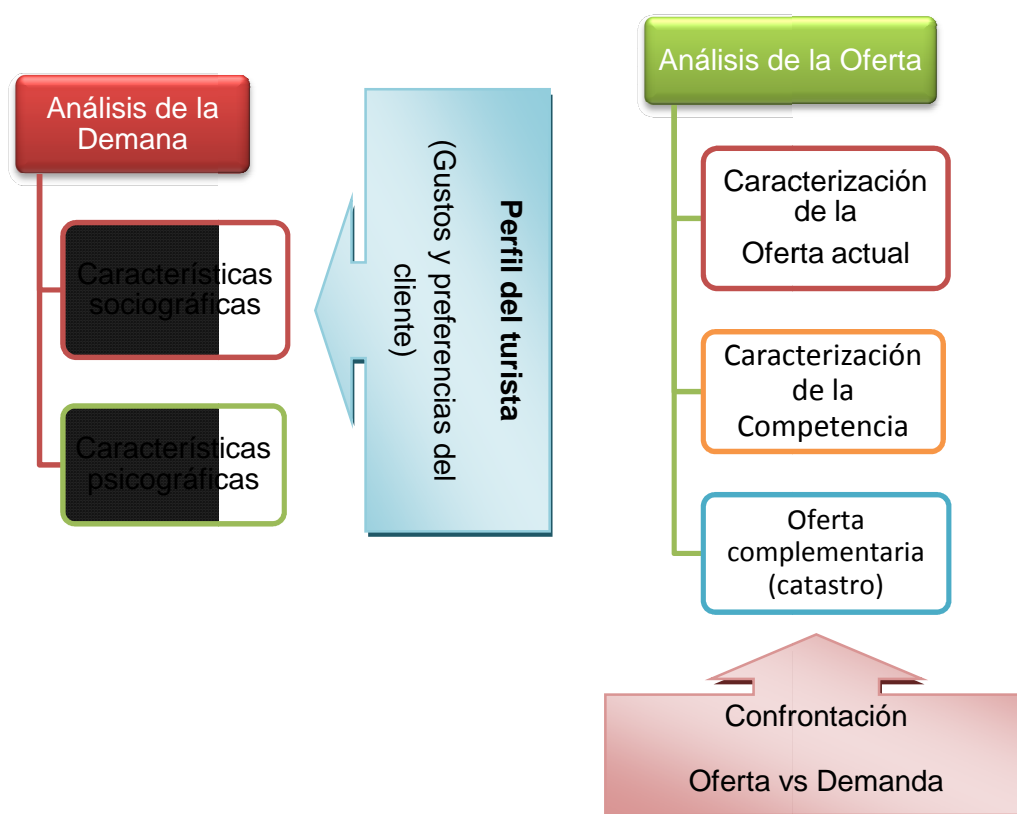 Análisis de la
Demana
Características
sociográficas
Características
psicográficas
Perfil del turista
(Gustos y preferencias del
cliente)
Análisis de la Oferta
Caracterización
de la
Oferta actual
Caracterización
de la
Competencia
Oferta
complementaria
(catastro)
Confrontación
Oferta vs Demanda